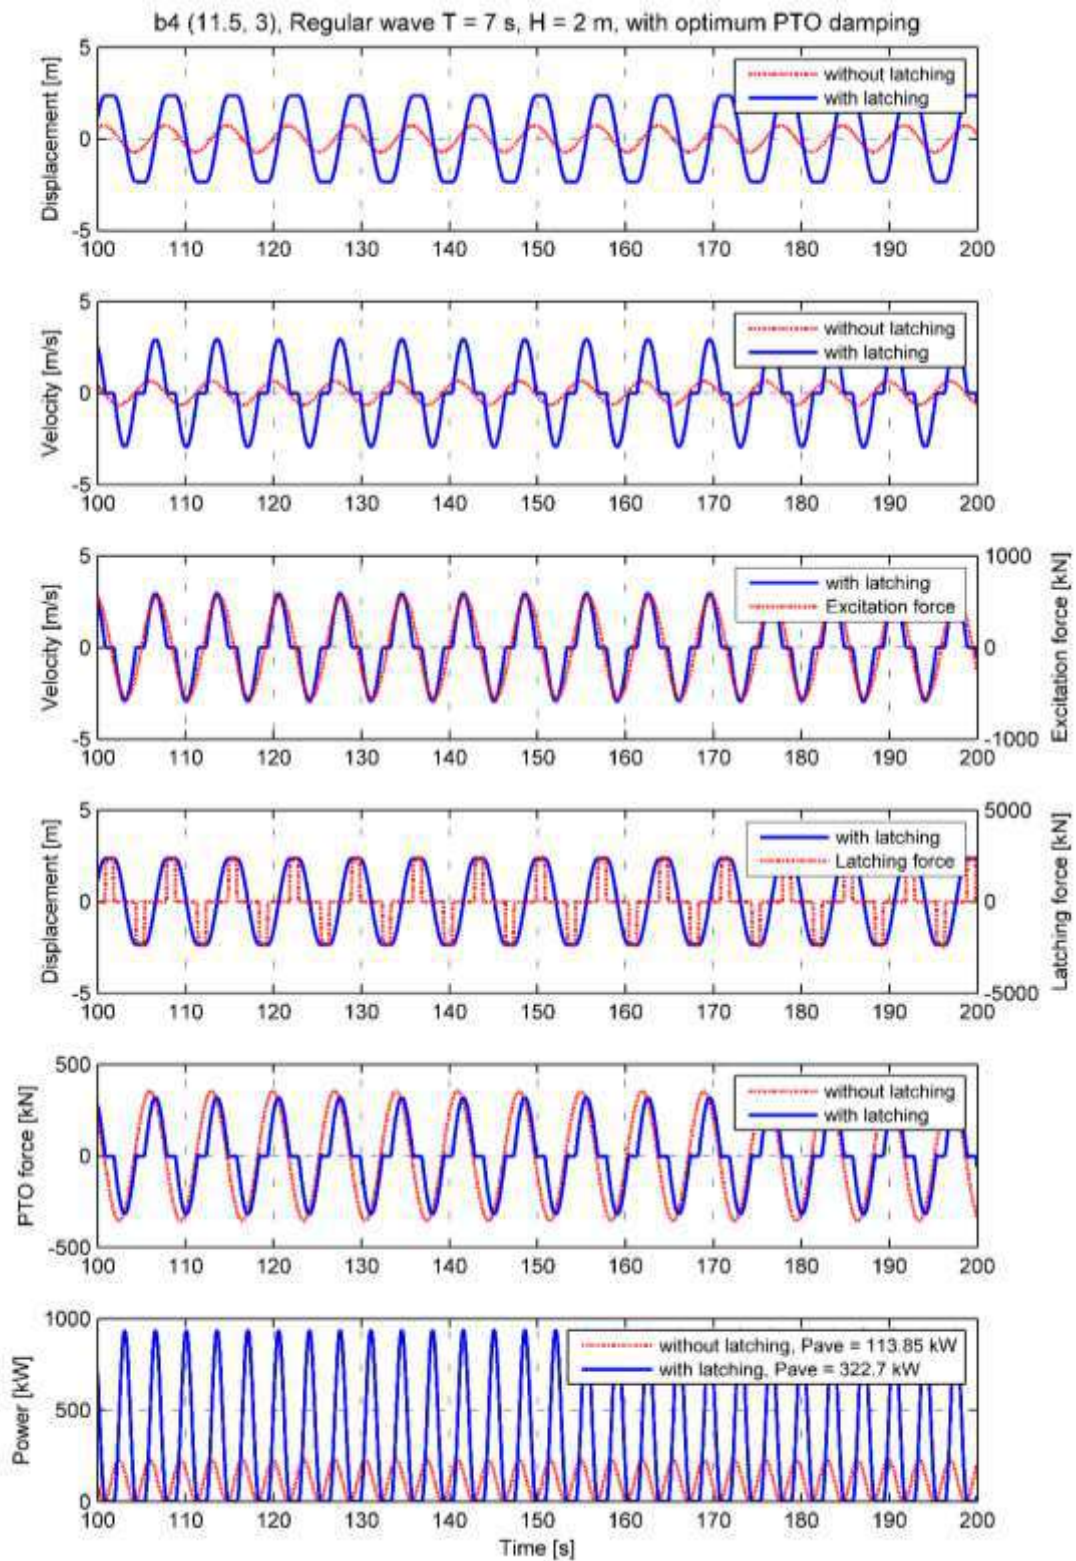 b4 (11.5, 3), Regular wave T = 7 s, H = 2 m, with optimum PTO damping
5
0
-5
Displacement [m]
without latching
with latching
100 110 120 130 140 150 160 170 180 190 200
5
0
-5
Velocity [m/s]
without latching
with latching
100 110 120 130 140 150 160 170 180 190 200
5
0
-5
Velocity [m/s]
with latching
Excitation force
1000
0
-1000
Excitation force [kN]
100 110 120 130 140 150 160 170 180 190 200
5
0
-5
Displacement [m]
with latching
Latching force
5000
0
-5000
Latching force [kN]
100 110 120 130 140 150 160 170 180 190 200
500
0
-500
PTO force [kN]
without latching
with latching
100 110 120 130 140 150 160 170 180 190 200
1000
500
0
Power [kW]
without latching, Pave = 113.85 kW
with latching, Pave = 322.7 kW
100 110 120 130 140 150 160 170 180 190 200
Time [s]